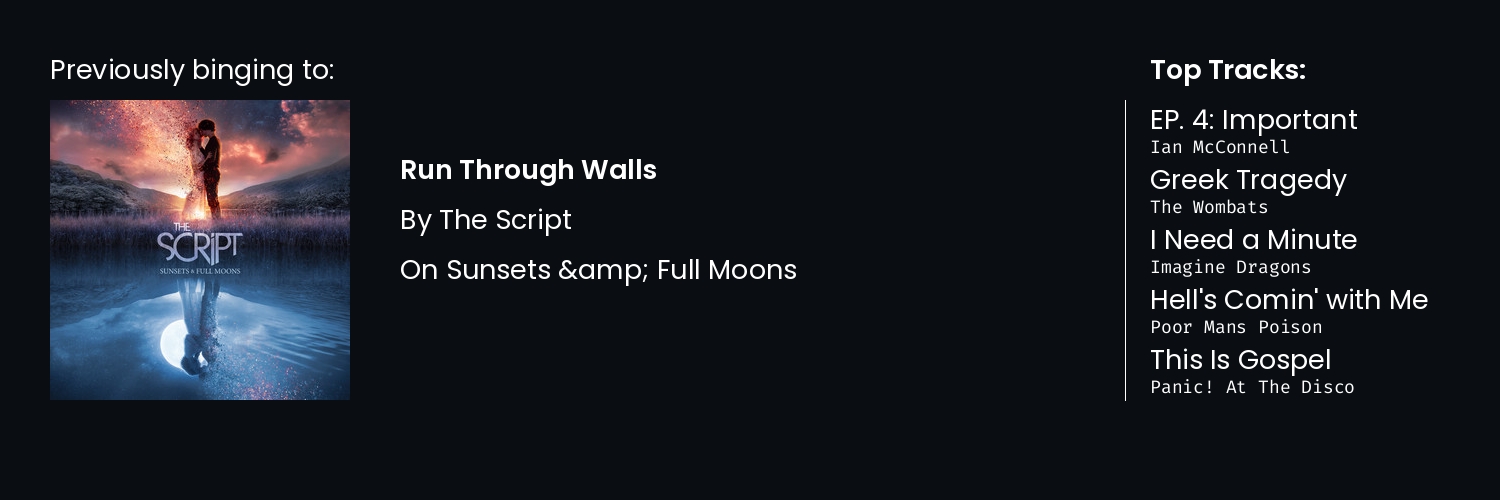 Previously binging to:
THE
SCRIPT
SUNSETS & FULL MOONS
Run Through Walls
By The Script
On Sunsets &amp; Full Moons
Top Tracks:
EP. 4: Important
Ian McConnell
Greek Tragedy
The Wombats
I Need a Minute
Imagine Dragons
Hell's Comin' with Me
Poor Mans Poison
This Is Gospel
Panic! At The Disco